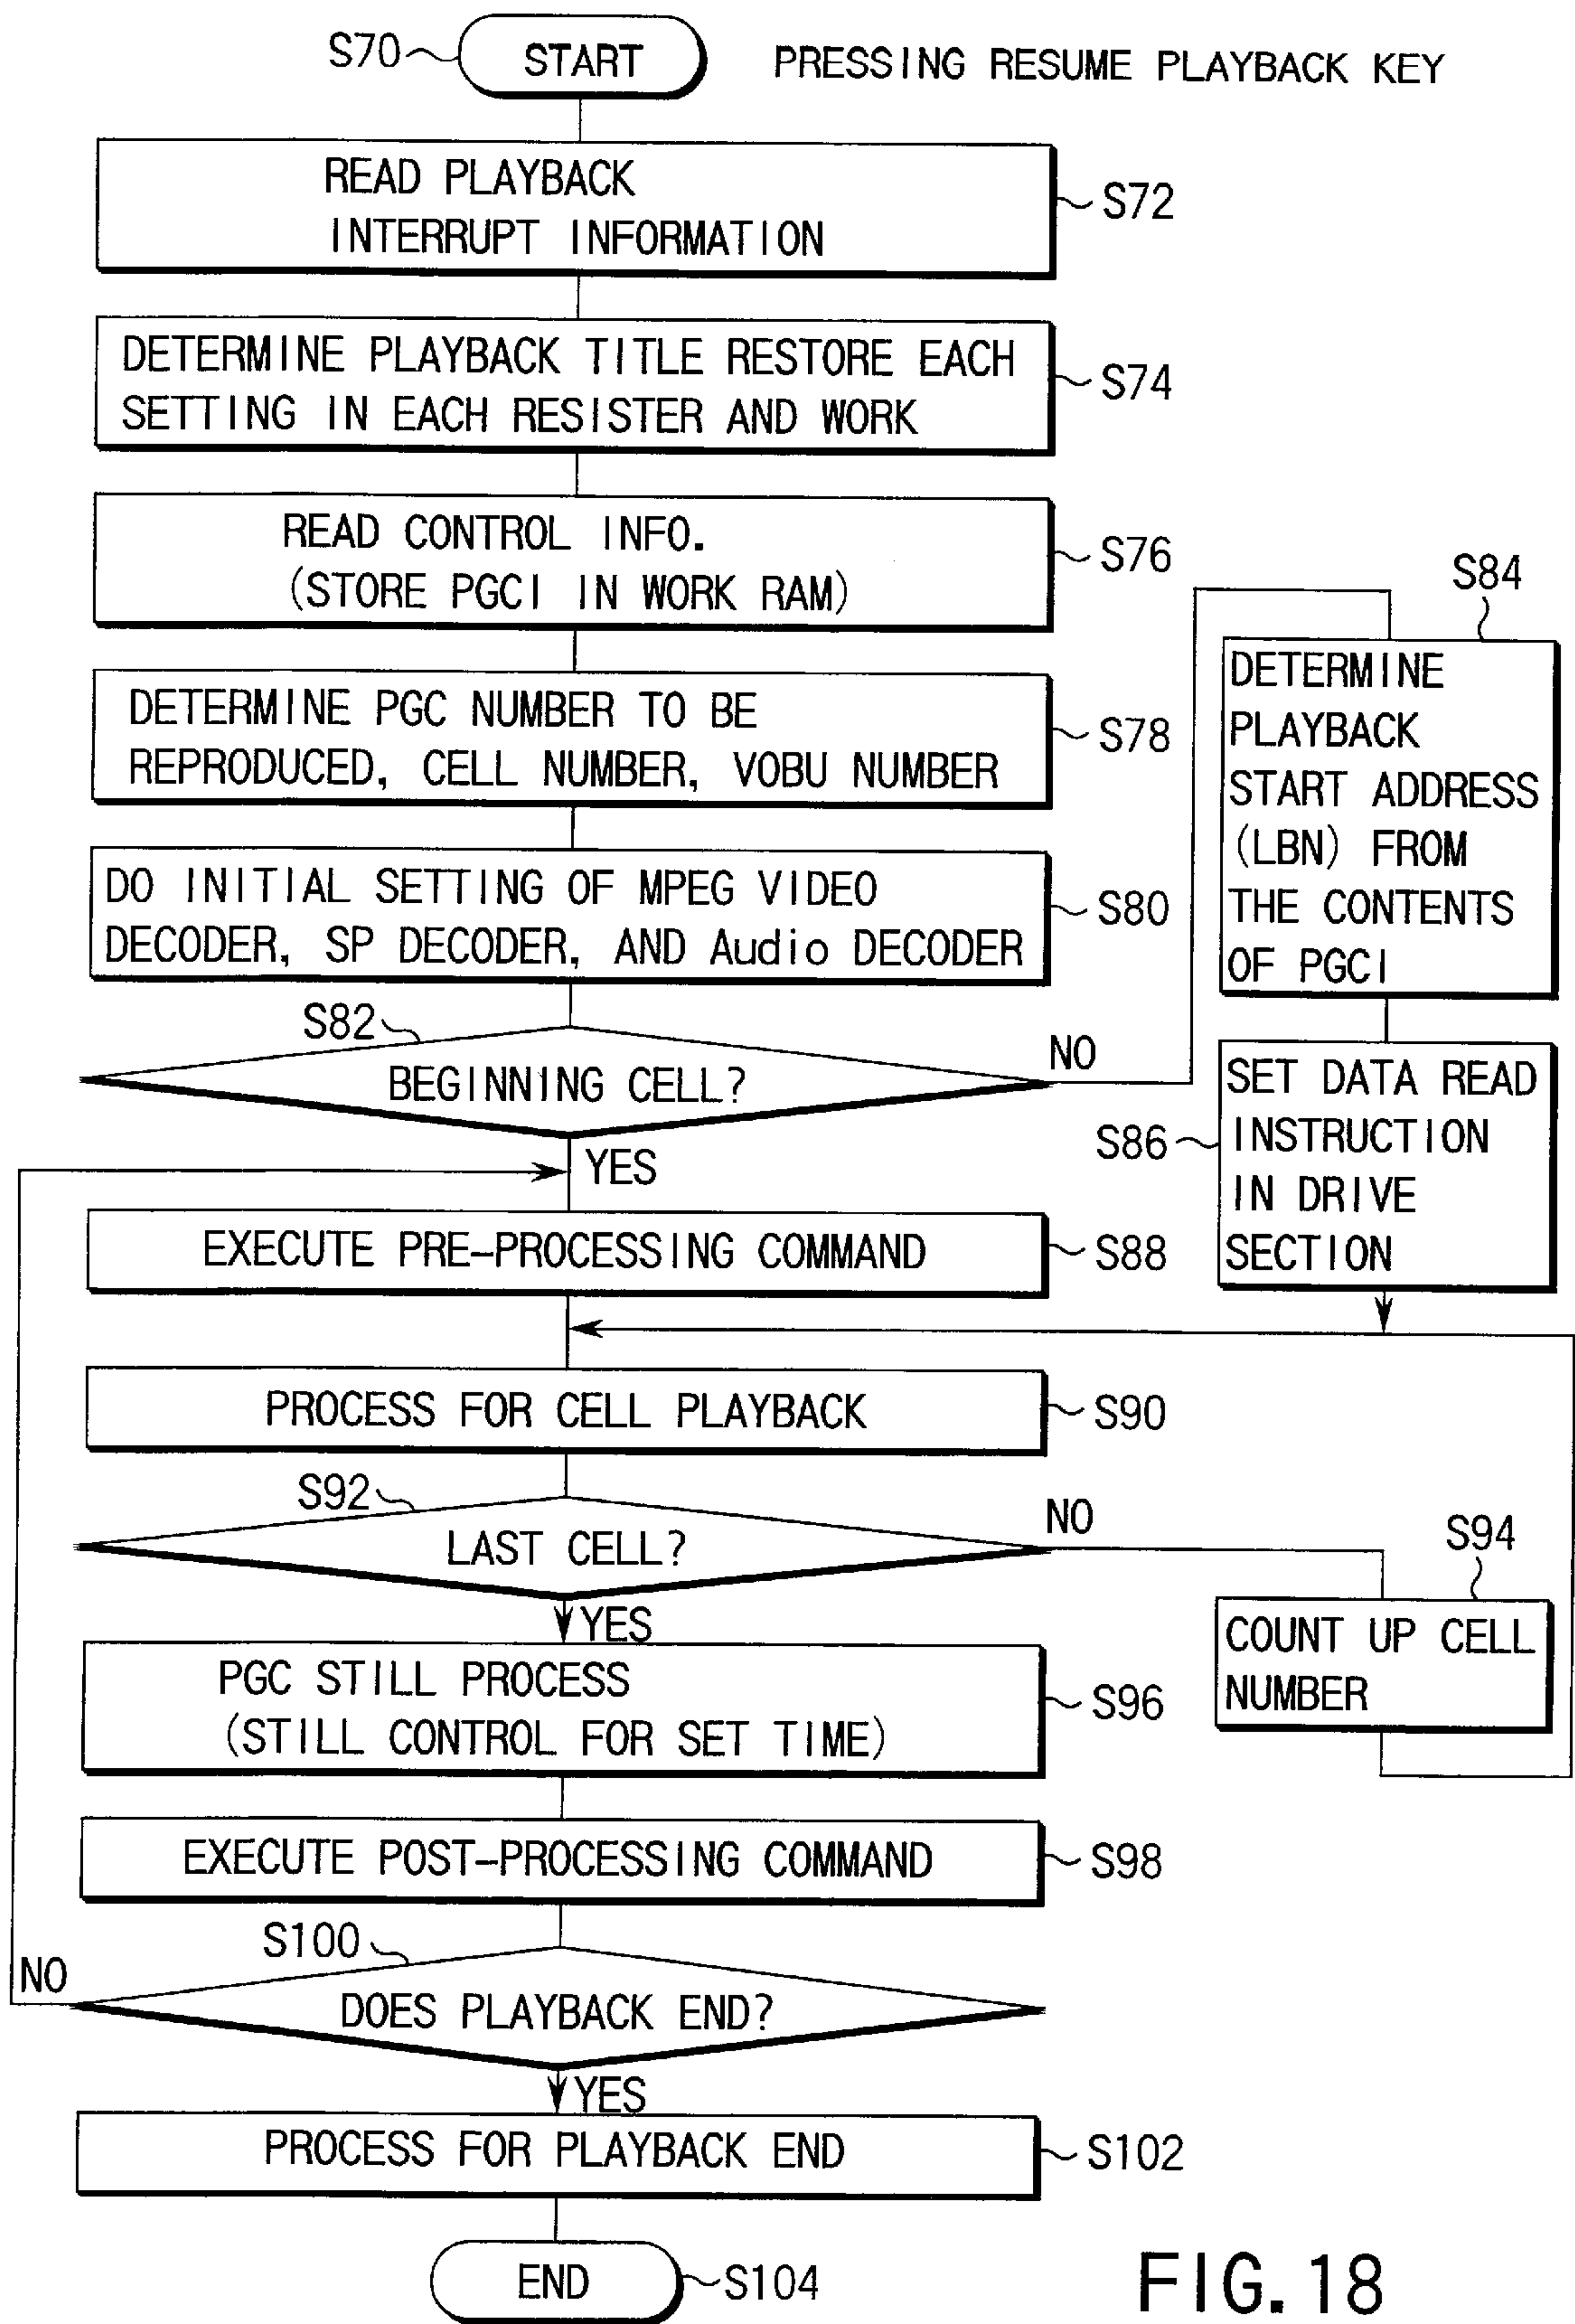 S70
START
PRESSING RESUME PLAYBACK KEY
READ PLAYBACK
INTERRUPT INFORMATION
S72
DETERMINE PLAYBACK TITLE RESTORE EACH
SETTING IN EACH RESISTER AND WORK
S74
READ CONTROL INFO.
(STORE PGCI IN WORK RAM)
S76
DETERMINE PGC NUMBER TO BE
REPRODUCED, CELL NUMBER, VOBU NUMBER
S78
DO INITIAL SETTING OF MPEG VIDEO
DECODER, SP DECODER, AND Audio DECODER
S80
S82
BEGINNING CELL?
NO
YES
S84
DETERMINE
PLAYBACK
START ADDRESS
(LBN) FROM
THE CONTENTS
OF PGCI
S86
SET DATA READ
INSTRUCTION
IN DRIVE
SECTION
EXECUTE PRE-PROCESSING COMMAND
S88
PROCESS FOR CELL PLAYBACK
S90
S92
LAST CELL?
NO
YES
S94
COUNT UP CELL
NUMBER
PGC STILL PROCESS
(STILL CONTROL FOR SET TIME)
S96
EXECUTE POST-PROCESSING COMMAND
S98
S100
NO
DOES PLAYBACK END?
YES
PROCESS FOR PLAYBACK END
S102
END
S104
FIG. 18